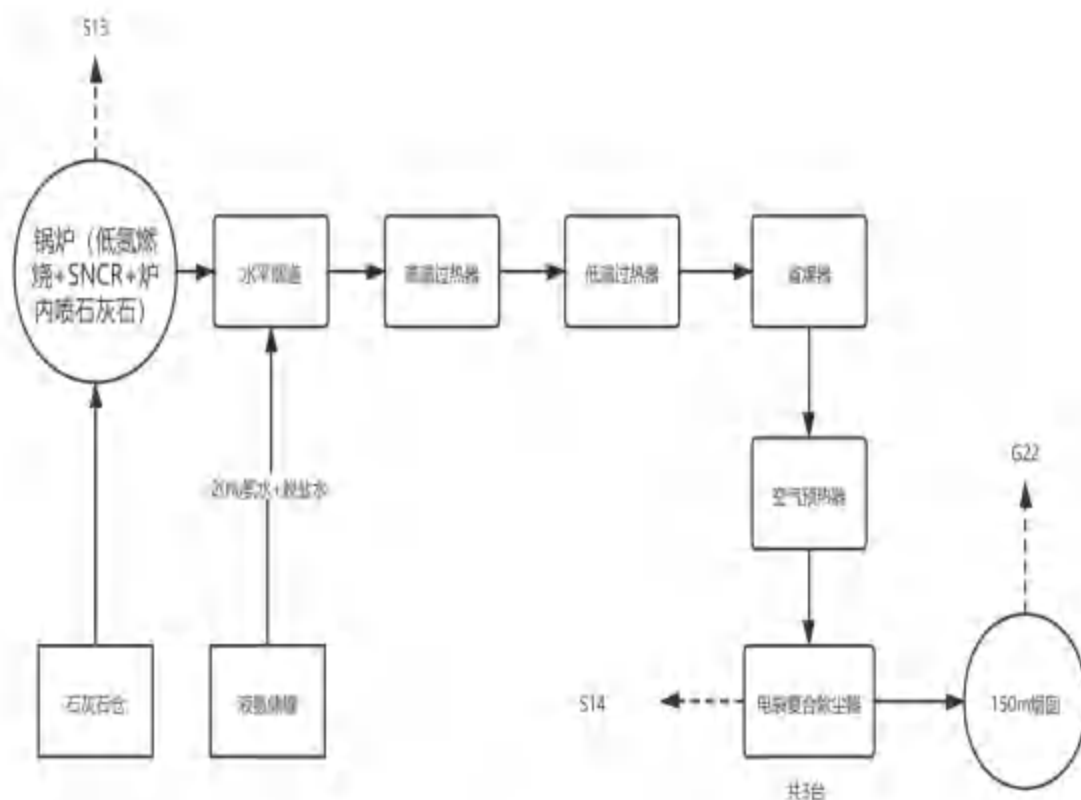 S13
锅炉（低氮燃
烧+SNCR+炉
内喷石灰石）
水平烟道
高温过热器
低温过热器
省煤器
20%氨水+脱盐水
空气预热器
G22
石灰石仓
液氨储罐
S14
电袋复合除尘器
150m烟囱
共3台